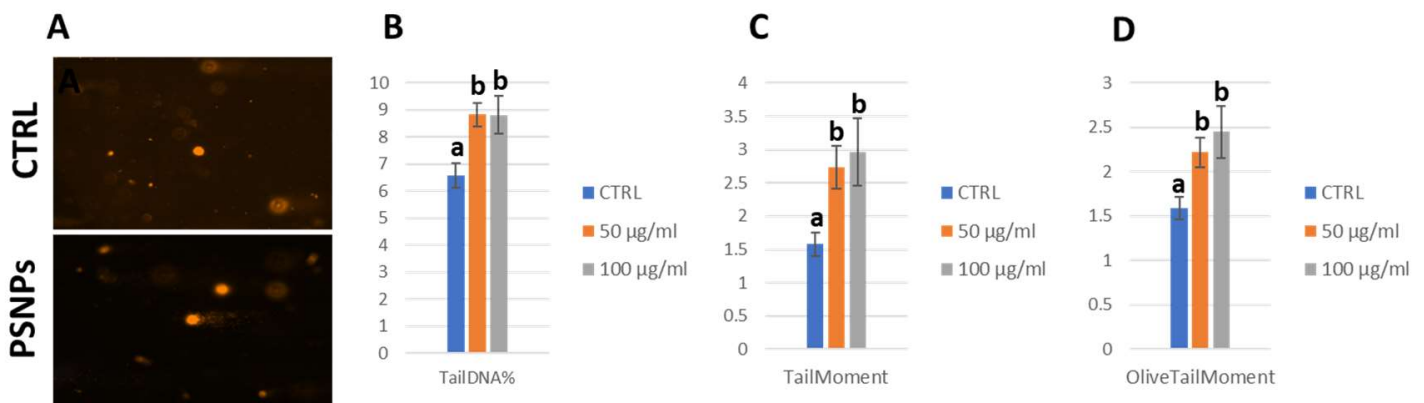 A
B
C
D
A
CTRL
PSNPs
10
9
8
7
6
5
4
3
2
1
0
a
b
b
TailDNA%
CTRL
50 µg/ml
100 µg/ml
4
3.5
3
2.5
2
1.5
1
0.5
0
a
b
b
TailMoment
CTRL
50 µg/ml
100 µg/ml
3
2.5
2
1.5
1
0.5
0
a
b
b
OliveTailMoment
CTRL
50 µg/ml
100 µg/ml